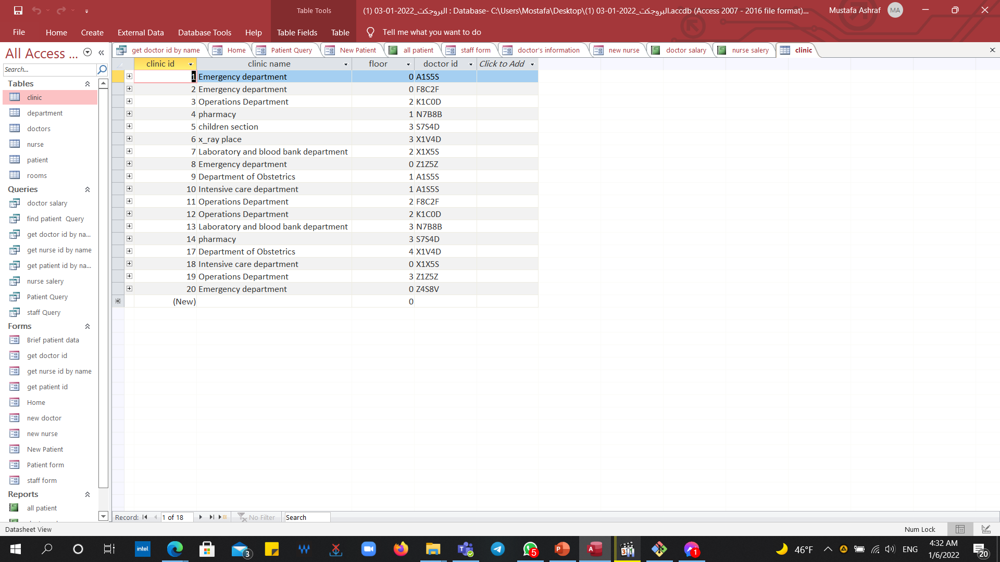 Table Tools
البروجكت_2022-01-03 (1) : Database- C:\Users\Mostafa\Desktop\البروجكت_2022-01-03 (1).accdb (Access 2007 - 2016 file format)...
Mustafa Ashraf MA
File Home Create External Data Database Tools Help Table Fields Table Tell me what you want to do
All Access ...
get doctor id by name Home Patient Query New Patient all patient staff form doctor's information new nurse doctor salary nurse salery clinic
Search...
Tables
clinic
department
doctors
nurse
patient
rooms
Queries
doctor salary
find patient Query
get doctor id by na...
get nurse id by name
get patient id by na...
nurse salery
Patient Query
staff Query
Forms
Brief patient data
get doctor id
get nurse id by name
get patient id
Home
new doctor
new nurse
New Patient
Patient form
staff form
Reports
all patient
clinic id clinic name floor doctor id Click to Add
1 Emergency department 0 A1S5S
2 Emergency department 0 F8C2F
3 Operations Department 2 K1C0D
4 pharmacy 1 N7B8B
5 children section 3 S7S4D
6 x_ray place 3 X1V4D
7 Laboratory and blood bank department 2 X1X5S
8 Emergency department 0 Z1Z5Z
9 Department of Obstetrics 1 A1S5S
10 Intensive care department 1 A1S5S
11 Operations Department 2 F8C2F
12 Operations Department 2 K1C0D
13 Laboratory and blood bank department 3 N7B8B
14 pharmacy 3 S7S4D
17 Department of Obstetrics 4 X1V4D
18 Intensive care department 0 X1X5S
19 Operations Department 3 Z1Z5Z
20 Emergency department 0 Z4S8V
(New) 0
Record: 1 of 18 No Filter Search
Datasheet View
Num Lock
intel
3
5
1
46°F
ENG
4:32 AM
1/6/2022
20